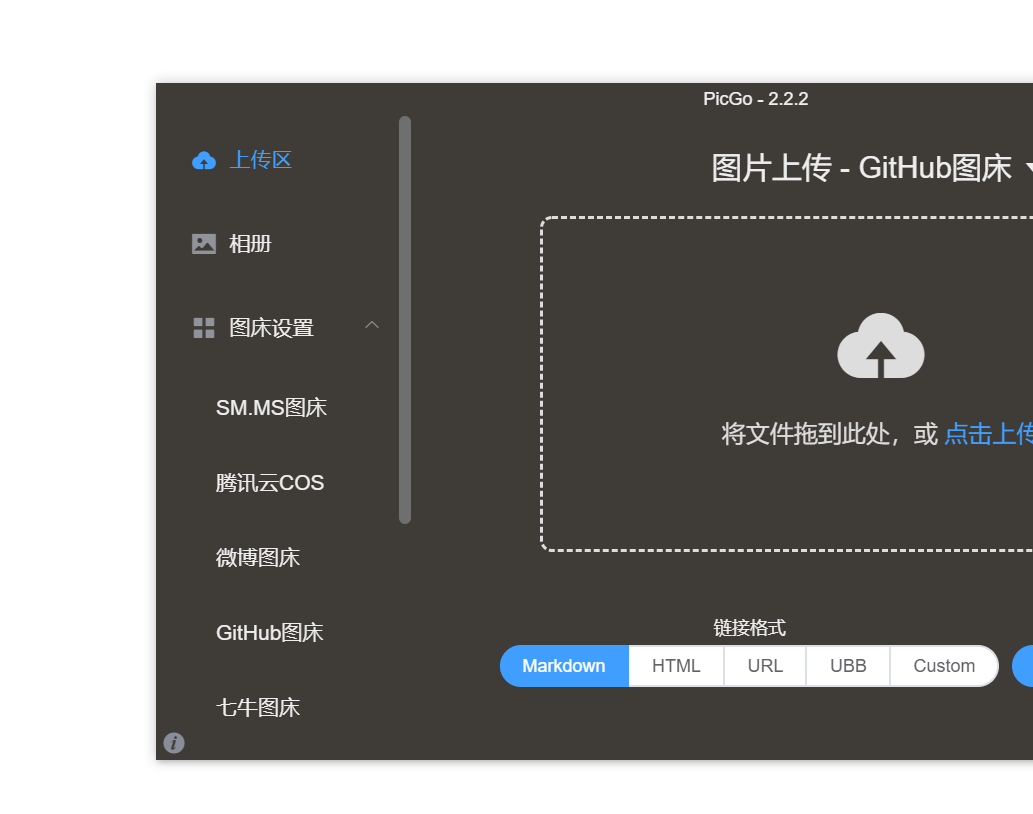 PicGo - 2.2.2
上传区
相册
图床设置
SM.MS图床
腾讯云COS
微博图床
GitHub图床
七牛图床
图片上传 - GitHub图床
将文件拖到此处，或 点击上传
链接格式
Markdown HTML URL UBB Custom